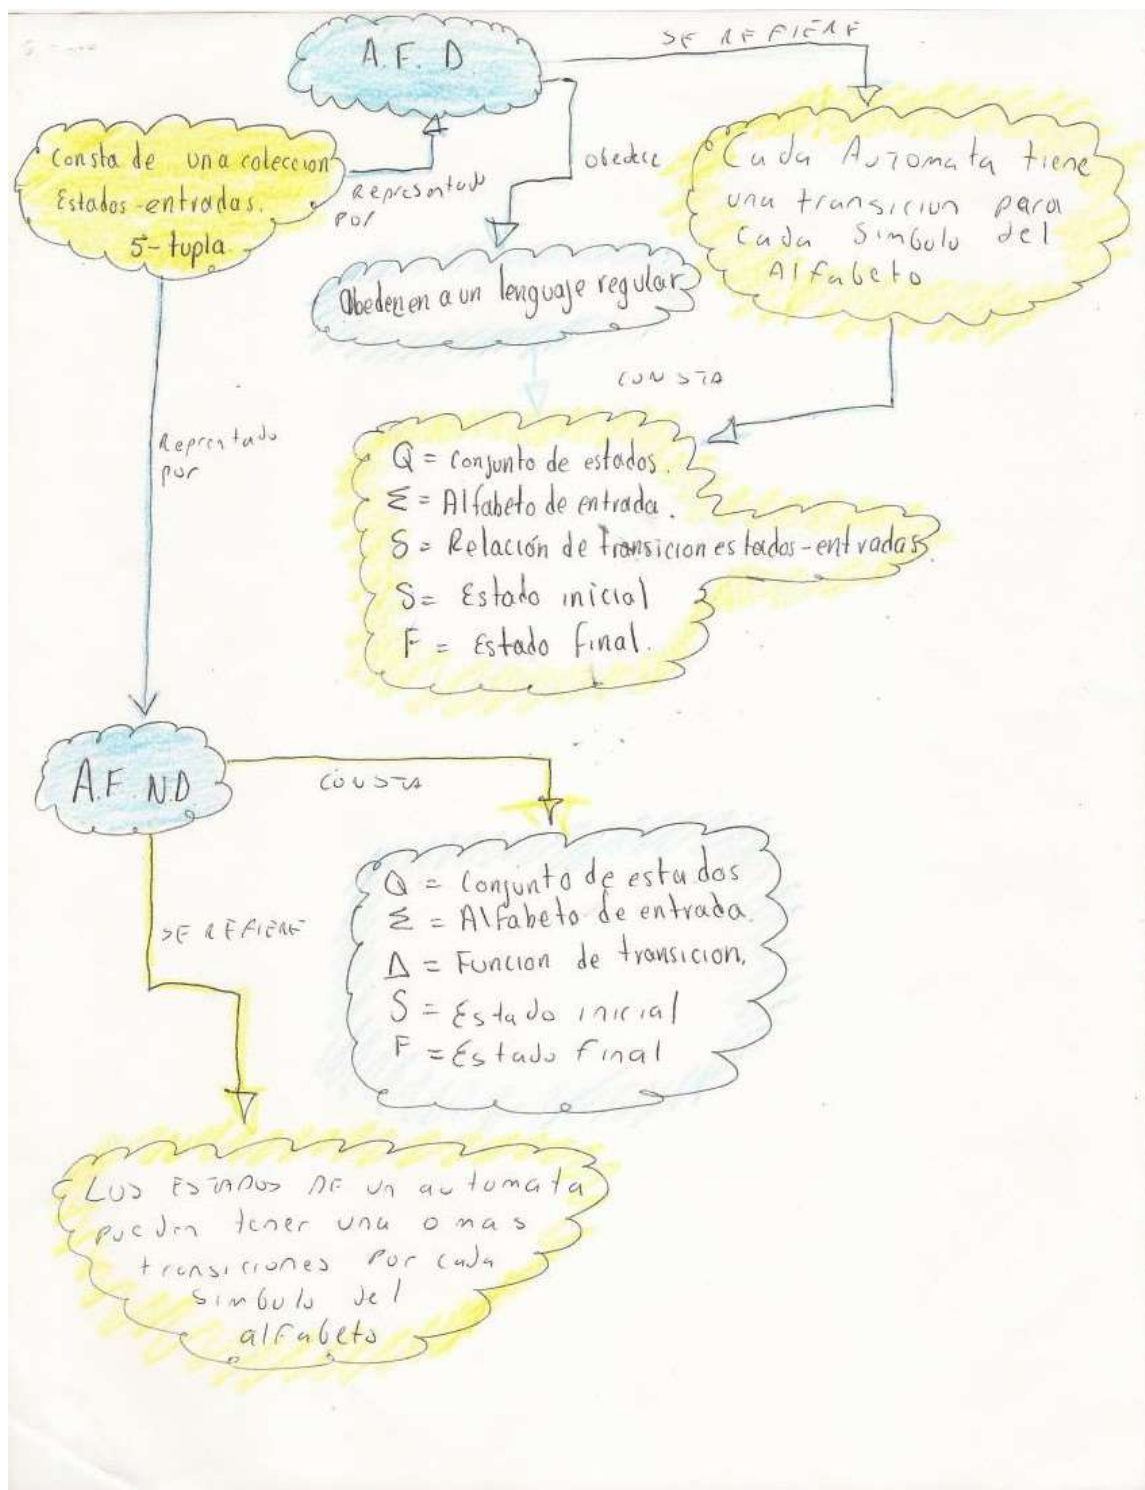 A.F. D
SE REFIERE
Consta de una coleccion
Estados-entradas.
5-tupla.
Representado
por
obedece
Cada Automata tiene
una transicion para
cada Simbolo del
Alfabeto
Obedenen a un lenguaje regular
CONSTA
Reprentado
por
Q = Conjunto de estados.
Σ = Alfabeto de entrada.
S = Relación de transicion estados-entradas
S = Estado inicial
F = Estado final.
A.F. N.D
CONSTA
Q = Conjunto de estados
Σ = Alfabeto de entrada.
Δ = Funcion de transicion.
S = Estado inicial
F = Estado final
SE REFIERE
LOS ESTADOS DE un automata
pueden tener una o mas
transiciones por cada
simbolo del
alfabeto